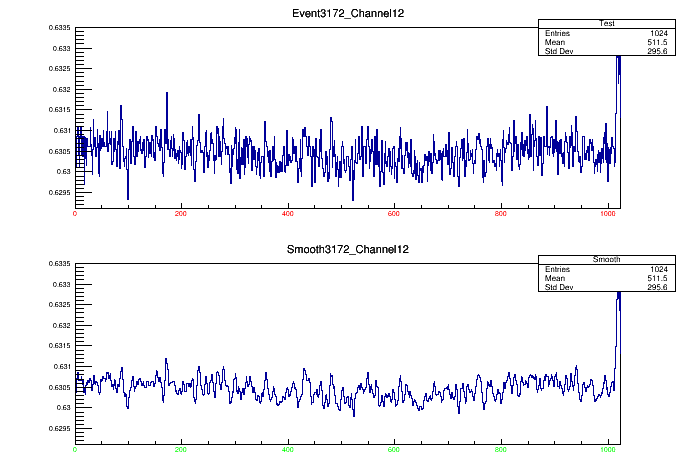 Event3172_Channel12
Test
Entries 1024
Mean 511.5
Std Dev 295.6
0.6335
0.633
0.6325
0.632
0.6315
0.631
0.6305
0.63
0.6295
0 200 400 600 800 1000
Smooth3172_Channel12
Smooth
Entries 1024
Mean 511.5
Std Dev 295.6
0.6335
0.633
0.6325
0.632
0.6315
0.631
0.6305
0.63
0.6295
0 200 400 600 800 1000